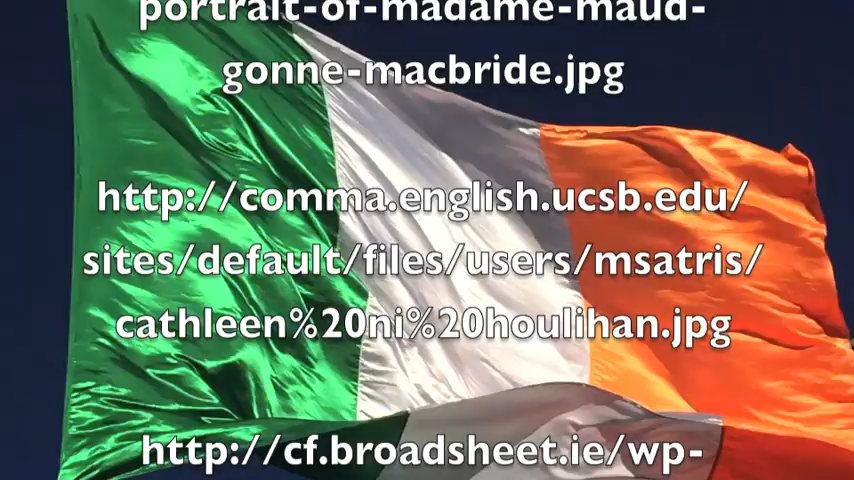 portrait-of-madame-maud-
gonne-macbride.jpg
http://comma.english.ucsb.edu/
sites/default/files/users/msatris/
cathleen%20ni%20houlihan.jpg
http://cf.broadsheet.ie/wp-